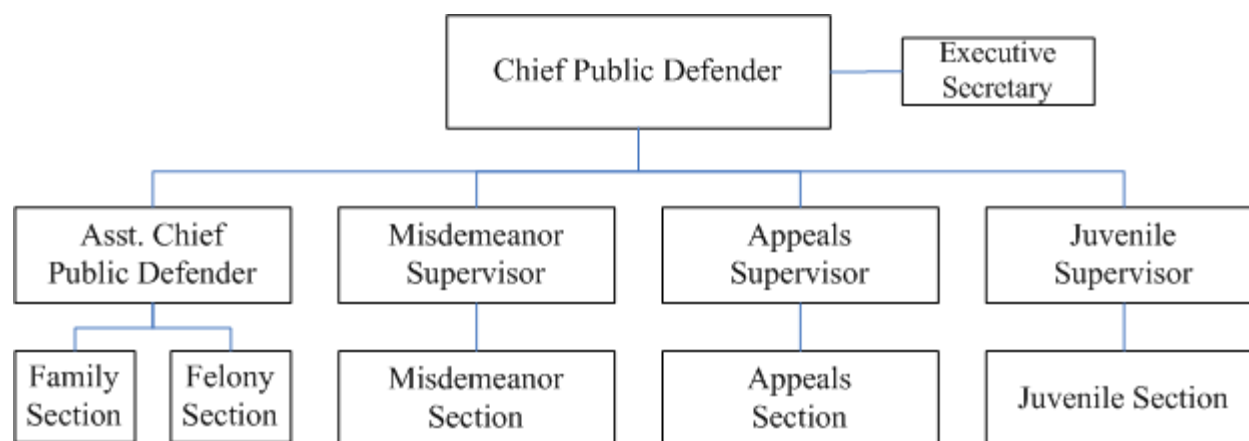 Chief Public Defender
Executive
Secretary
Asst. Chief
Public Defender
Misdemeanor
Supervisor
Appeals
Supervisor
Juvenile
Supervisor
Family
Section
Felony
Section
Misdemeanor
Section
Appeals
Section
Juvenile Section